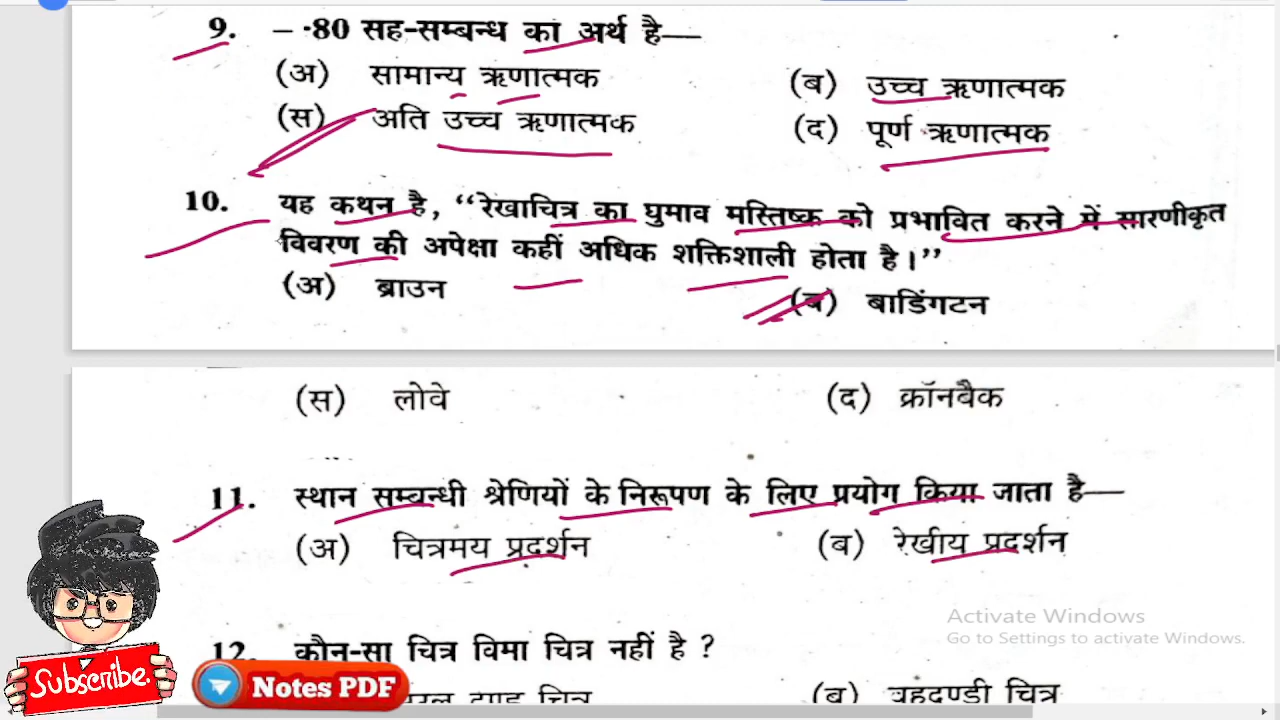 9. – ·80 सह-सम्बन्ध का अर्थ है—
(अ) सामान्य ऋणात्मक (ब) उच्च ऋणात्मक
(स) अति उच्च ऋणात्मक (द) पूर्ण ऋणात्मक
10. यह कथन है, “रेखाचित्र का घुमाव मस्तिष्क को प्रभावित करने में सारणीकृत
विवरण की अपेक्षा कहीं अधिक शक्तिशाली होता है।”
(अ) ब्राउन (ब) बाडिंगटन
(स) लोवे (द) क्रॉनबैक
11. स्थान सम्बन्धी श्रेणियों के निरूपण के लिए प्रयोग किया जाता है—
(अ) चित्रमय प्रदर्शन (ब) रेखीय प्रदर्शन
Activate Windows
Go to Settings to activate Windows.
12. कौन-सा चित्र विमा चित्र नहीं है ?
चित्र (ब) बहुदण्डी चित्र
Subscribe.
Notes PDF